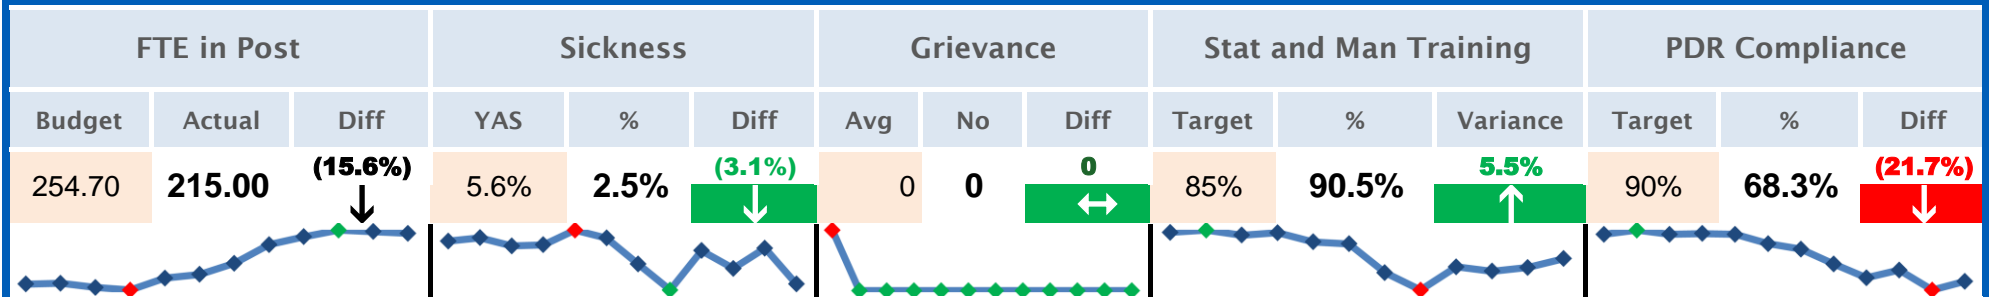 FTE in Post Sickness Grievance Stat and Man Training PDR Compliance
Budget Actual Diff YAS % Diff Avg No Diff Target % Variance Target % Diff
254.70 215.00 (15.6%) 5.6% 2.5% (3.1%) 0 0 0 85% 90.5% 5.5% 90% 68.3% (21.7%)